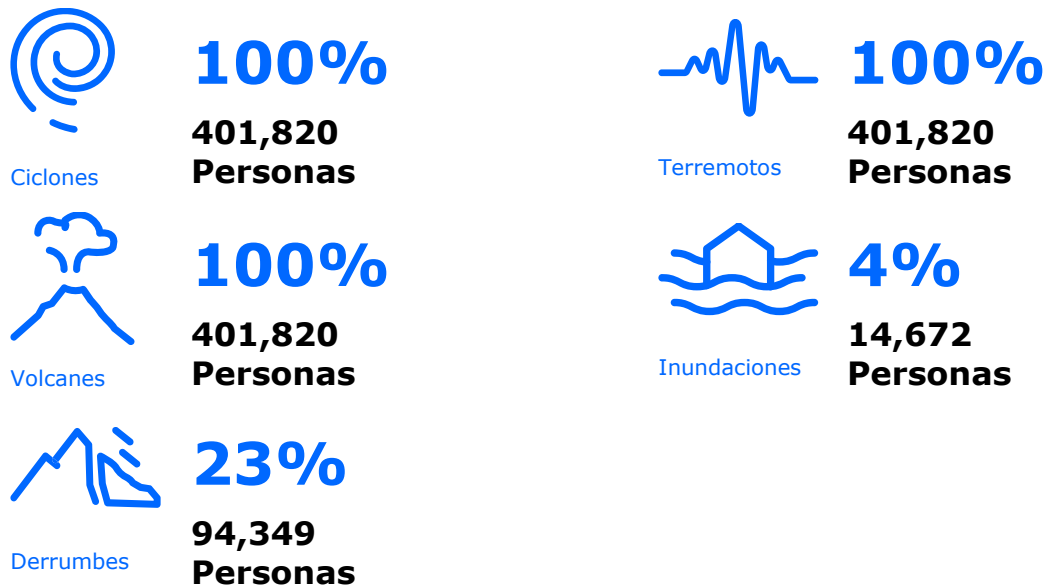 100%
401,820
Personas
Ciclones
100%
401,820
Personas
Terremotos
100%
401,820
Personas
Volcanes
4%
14,672
Personas
Inundaciones
23%
94,349
Personas
Derrumbes